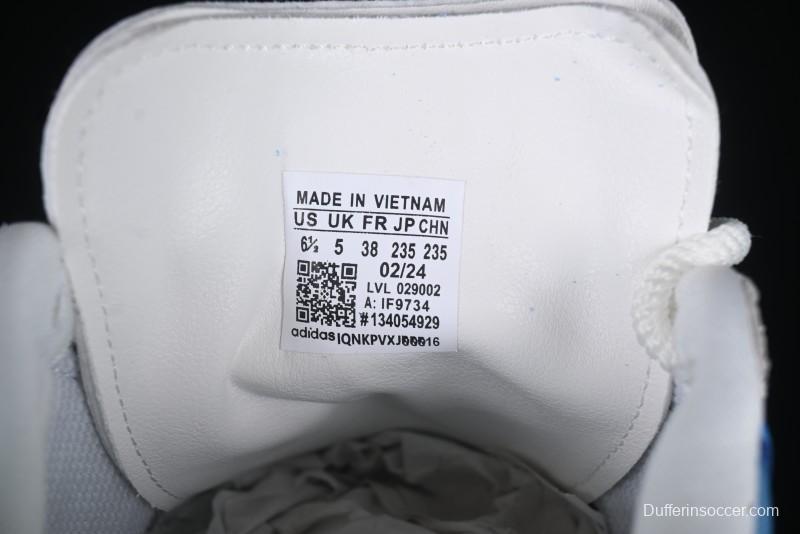 MADE IN VIETNAM
US UK FR JP CHN
6½ 5 38 235 235
02/24
LVL 029002
A: IF9734
#134054929
adidas
Dufferinsoccer.com